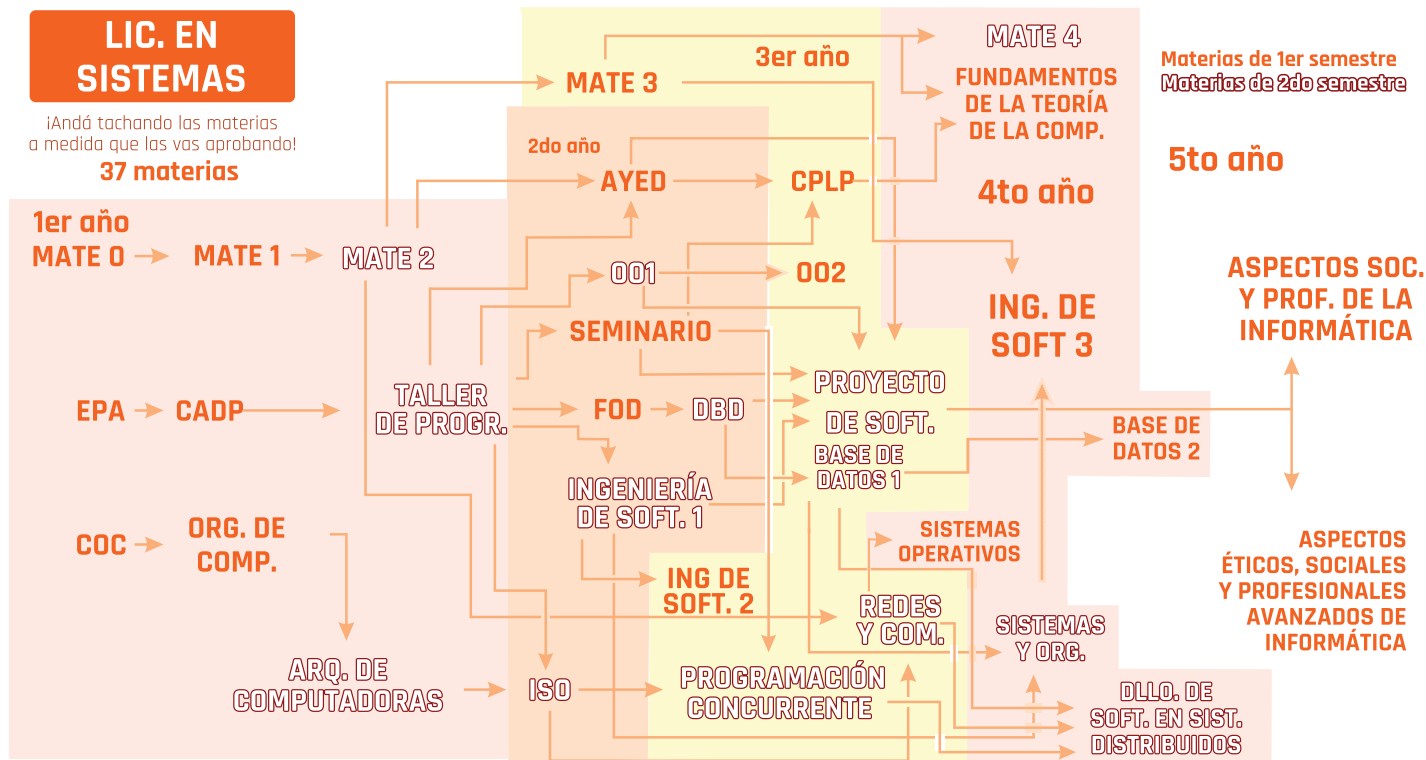 LIC. EN
SISTEMAS
¡Andá tachando las materias
a medida que las vas aprobando!
37 materias
Materias de 1er semestre
Materias de 2do semestre
1er año
MATE 0
MATE 1
MATE 2
EPA
CADP
TALLER
DE PROGR.
COC
ORG. DE
COMP.
ARQ. DE
COMPUTADORAS
2do año
AYED
OO1
SEMINARIO
FOD
DBD
INGENIERÍA
DE SOFT. 1
ISO
3er año
MATE 3
CPLP
OO2
PROYECTO
DE SOFT.
BASE DE
DATOS 1
ING DE
SOFT. 2
REDES
Y COM.
PROGRAMACIÓN
CONCURRENTE
4to año
MATE 4
FUNDAMENTOS
DE LA TEORÍA
DE LA COMP.
ING. DE
SOFT 3
BASE DE
DATOS 2
SISTEMAS
OPERATIVOS
SISTEMAS
Y ORG.
DLLO. DE
SOFT. EN SIST.
DISTRIBUIDOS
5to año
ASPECTOS SOC.
Y PROF. DE LA
INFORMÁTICA
ASPECTOS
ÉTICOS, SOCIALES
Y PROFESIONALES
AVANZADOS DE
INFORMÁTICA